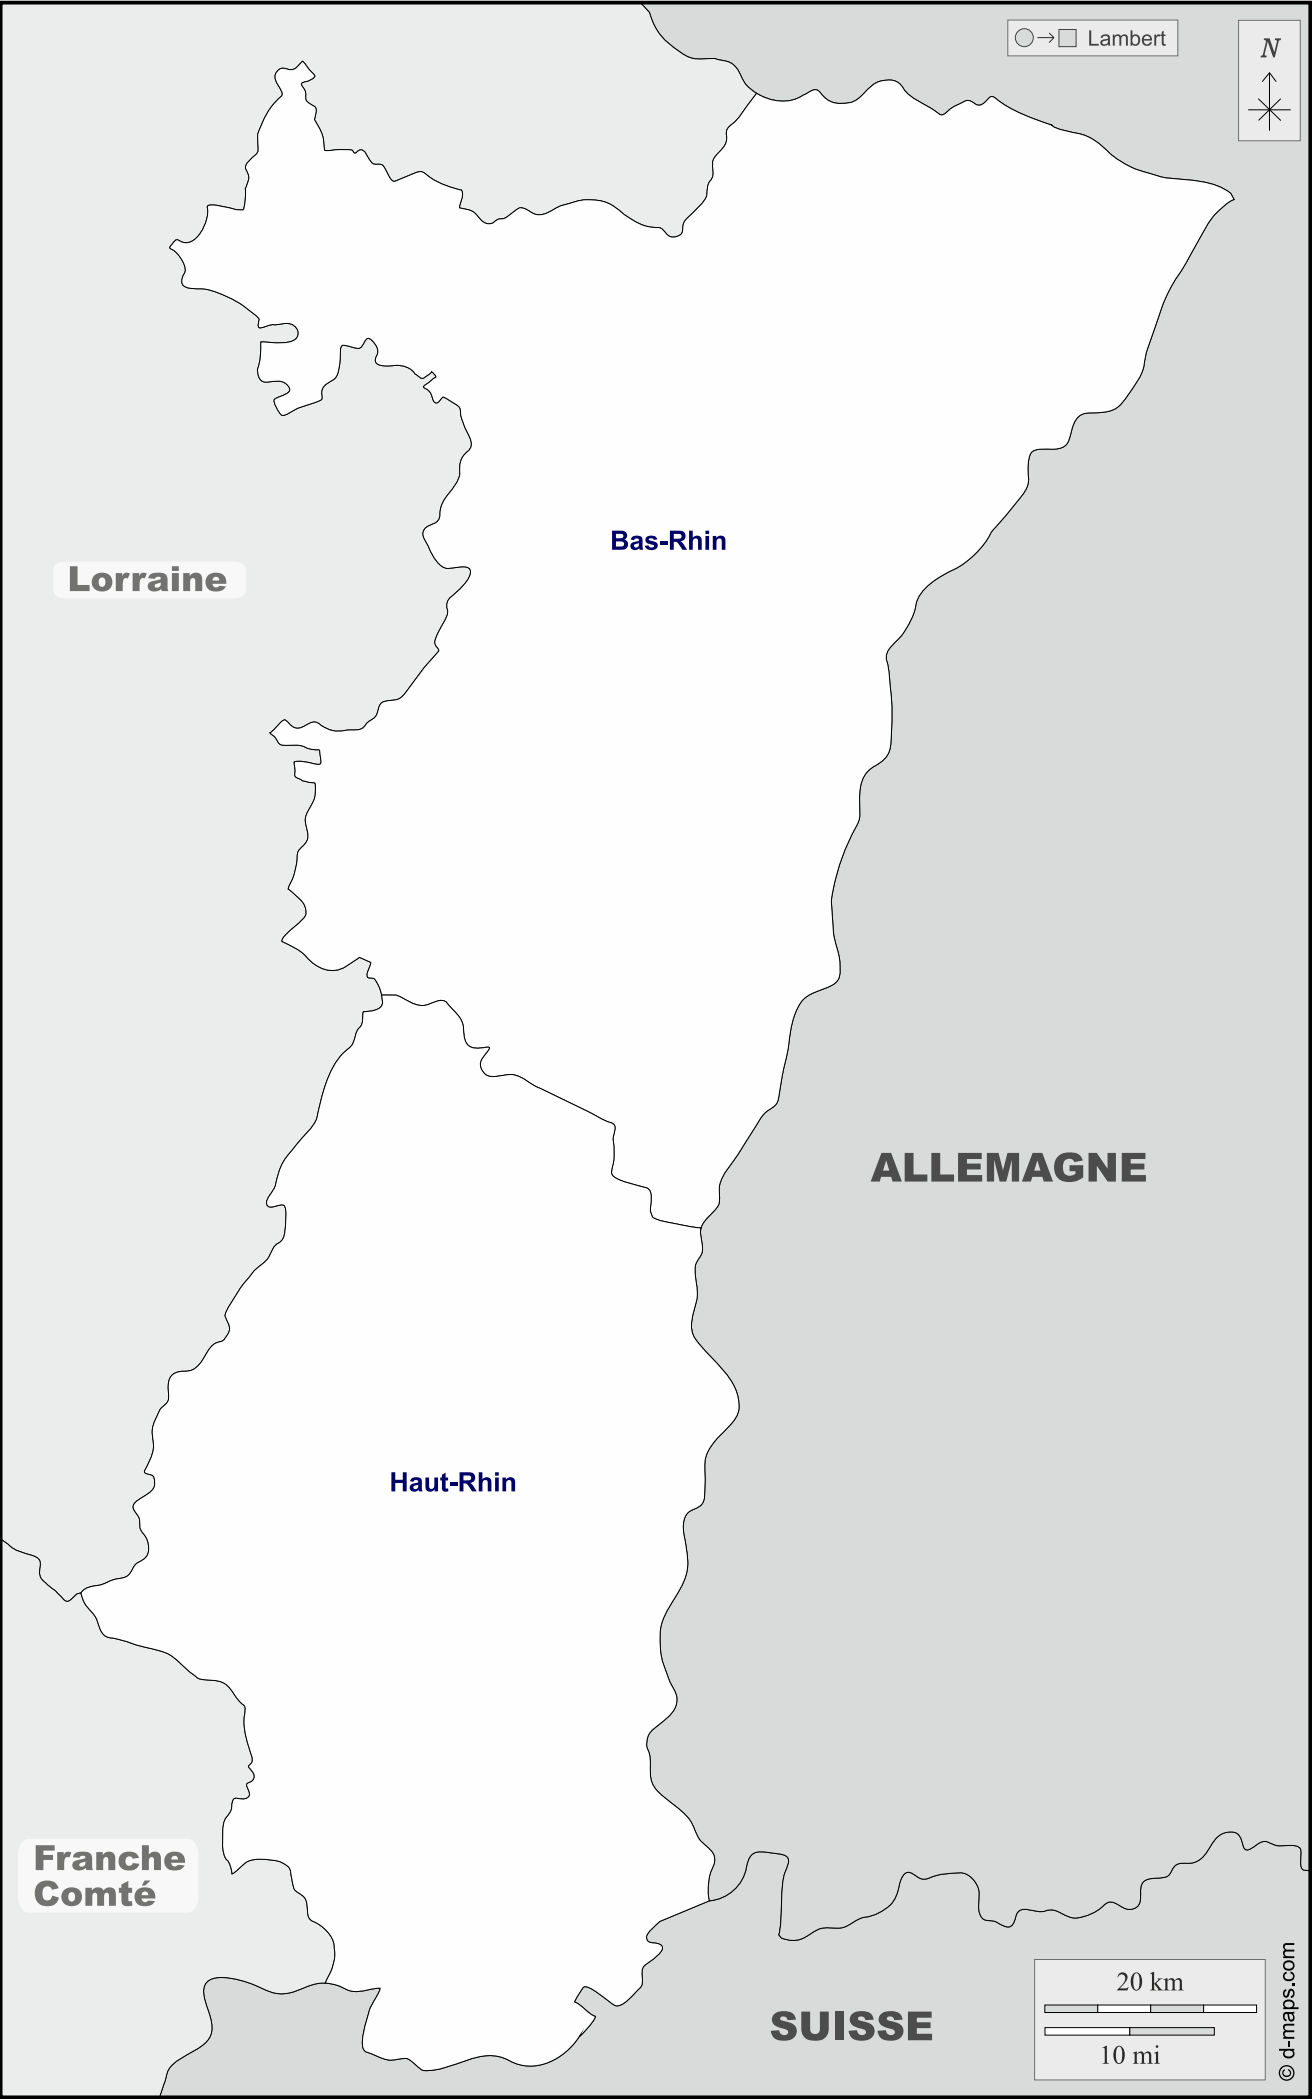 Lambert
N
Bas-Rhin
Lorraine
ALLEMAGNE
Haut-Rhin
Franche
Comté
SUISSE
20 km
10 mi
© d-maps.com